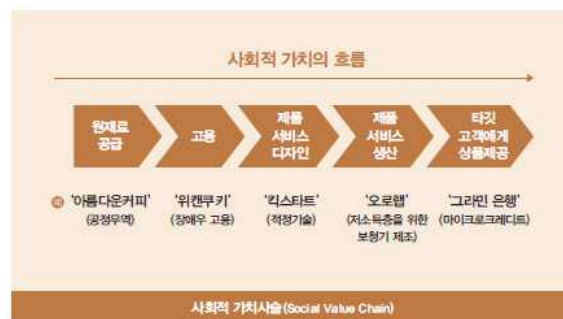 사회적 가치의 흐름
원재료
공급
고용
제품
서비스
디자인
제품
서비스
생산
타깃
고객에게
상품제공
예 '아름다운커피'
(공정무역)
'위캔쿠키'
(장애우 고용)
'킥스타트'
(적정기술)
'오로랩'
(저소득층을 위한
보청기 제조)
'그라민 은행'
(마이크로크레디트)
사회적 가치사슬(Social Value Chain)